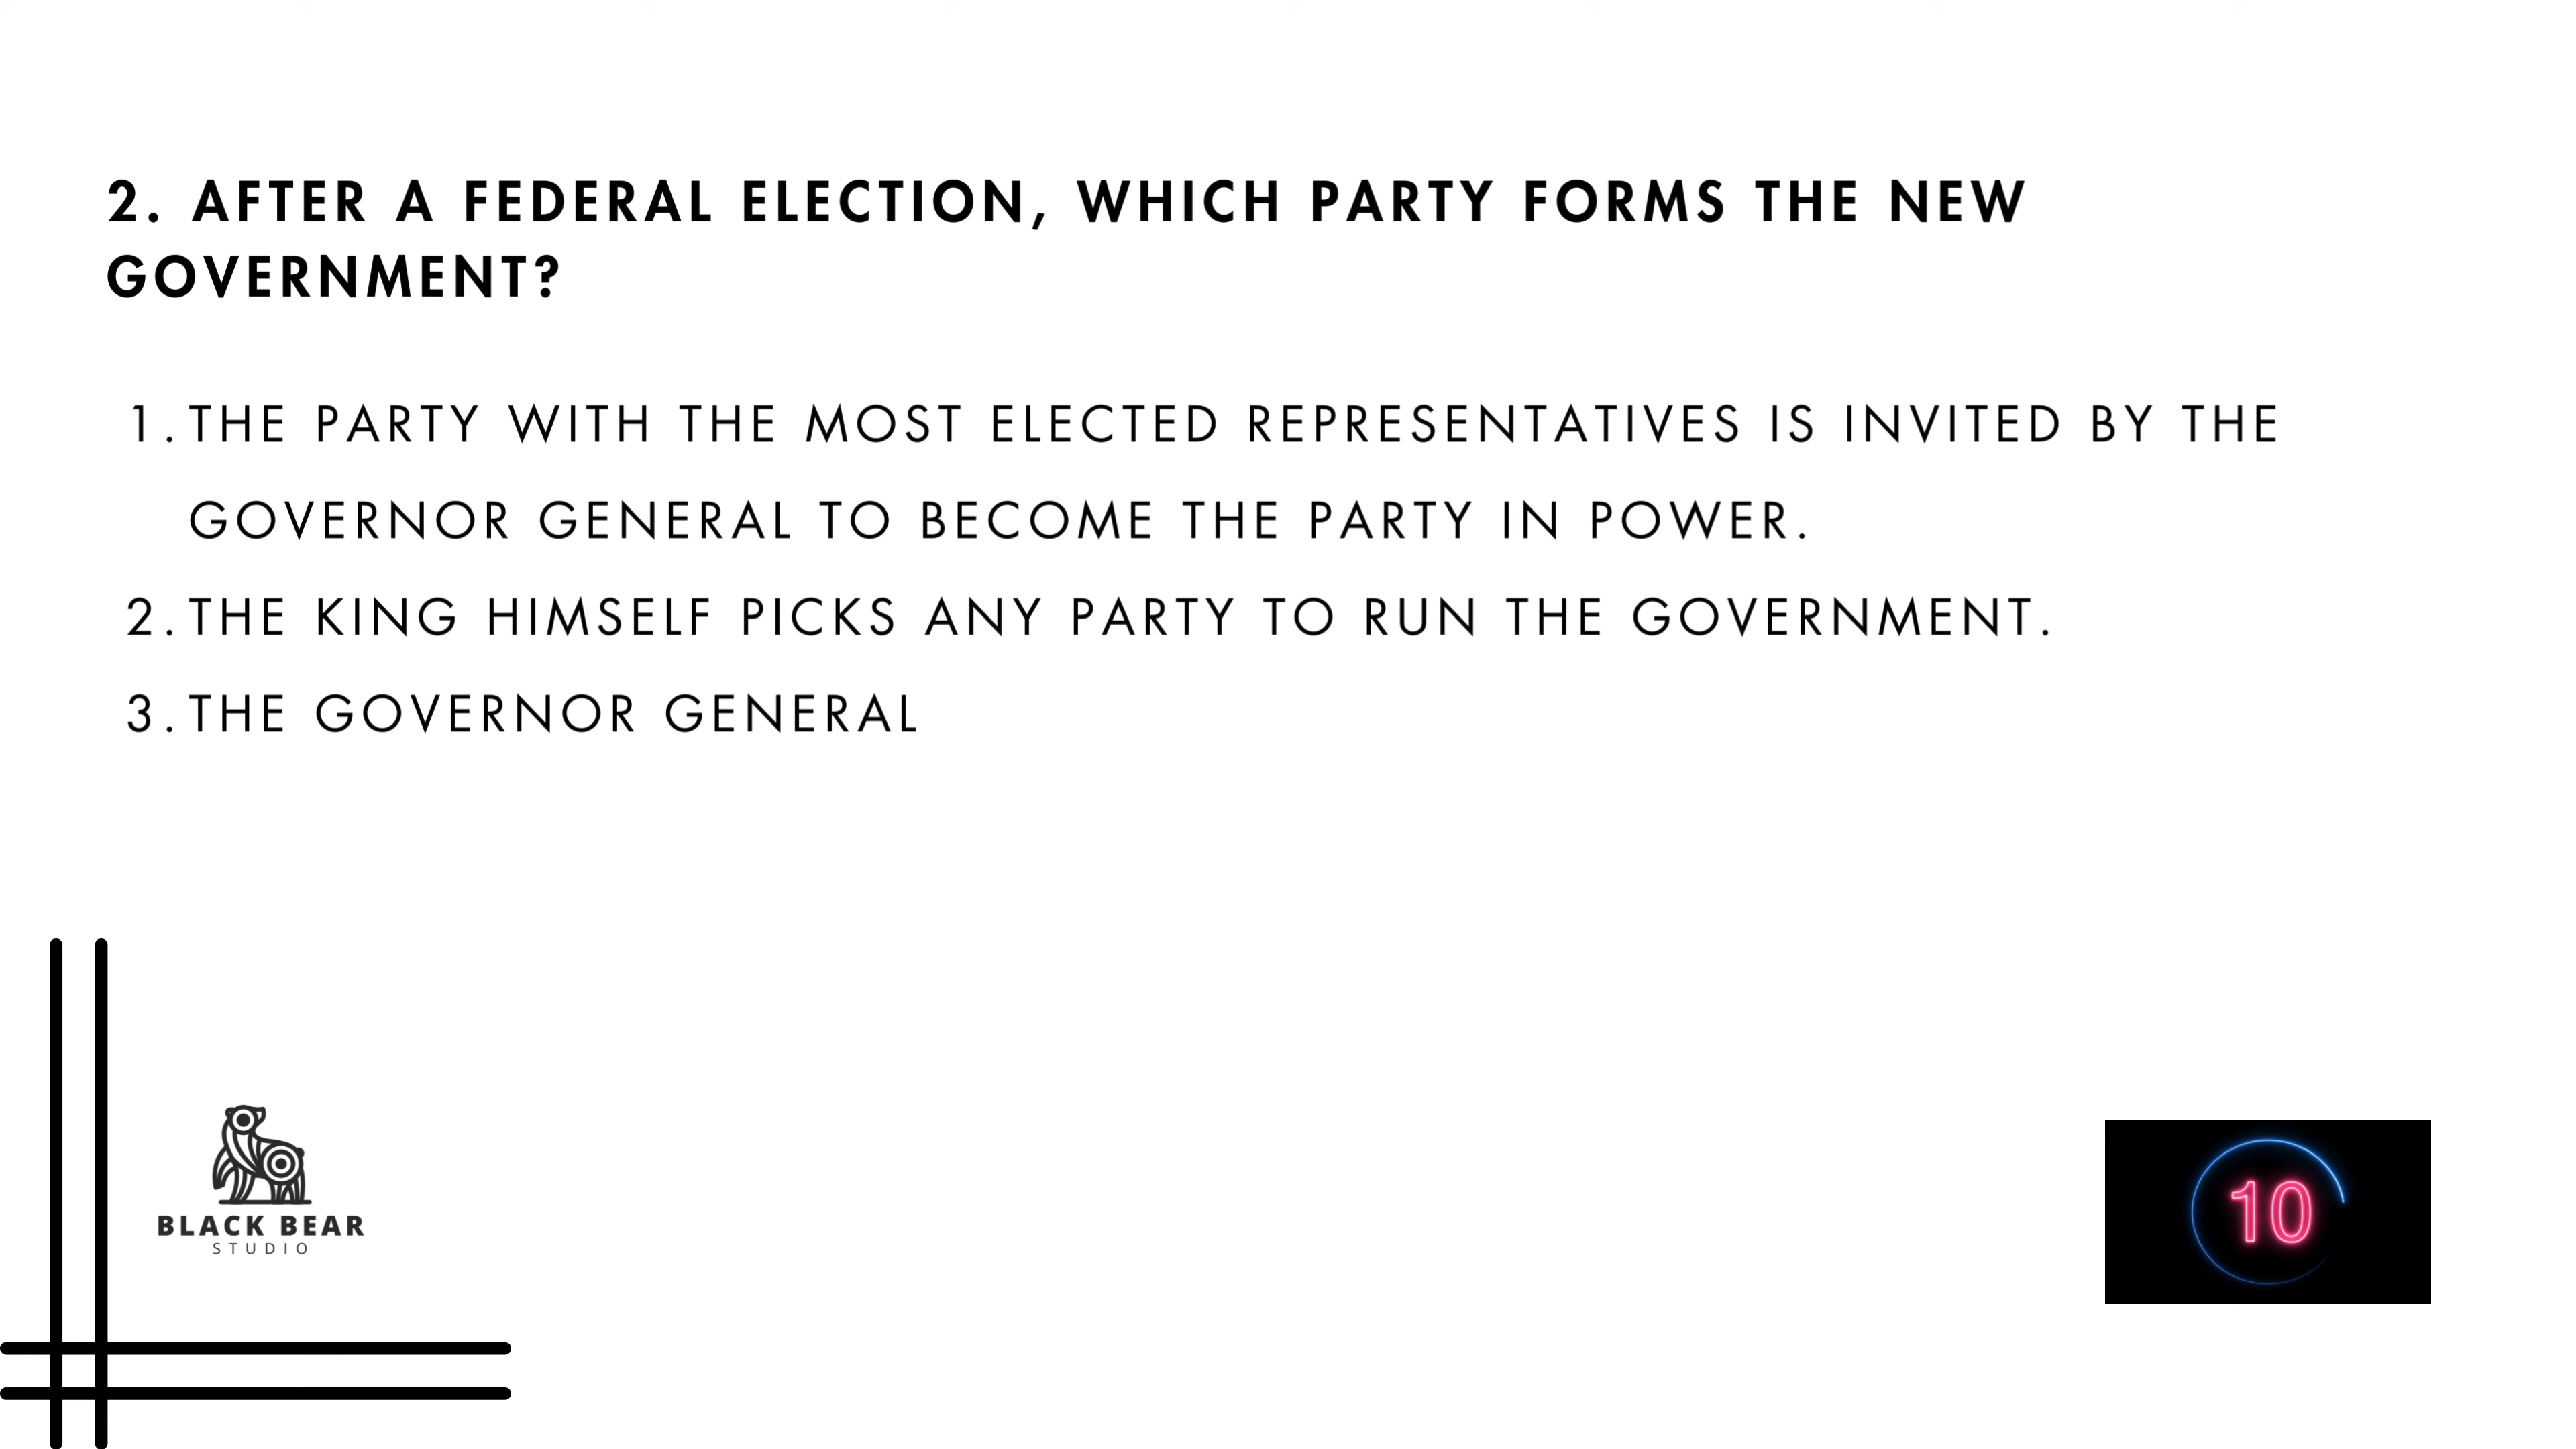 2. AFTER A FEDERAL ELECTION, WHICH PARTY FORMS THE NEW
GOVERNMENT?
1. THE PARTY WITH THE MOST ELECTED REPRESENTATIVES IS INVITED BY THE
GOVERNOR GENERAL TO BECOME THE PARTY IN POWER.
2. THE KING HIMSELF PICKS ANY PARTY TO RUN THE GOVERNMENT.
3. THE GOVERNOR GENERAL
BLACK BEAR
STUDIO
10